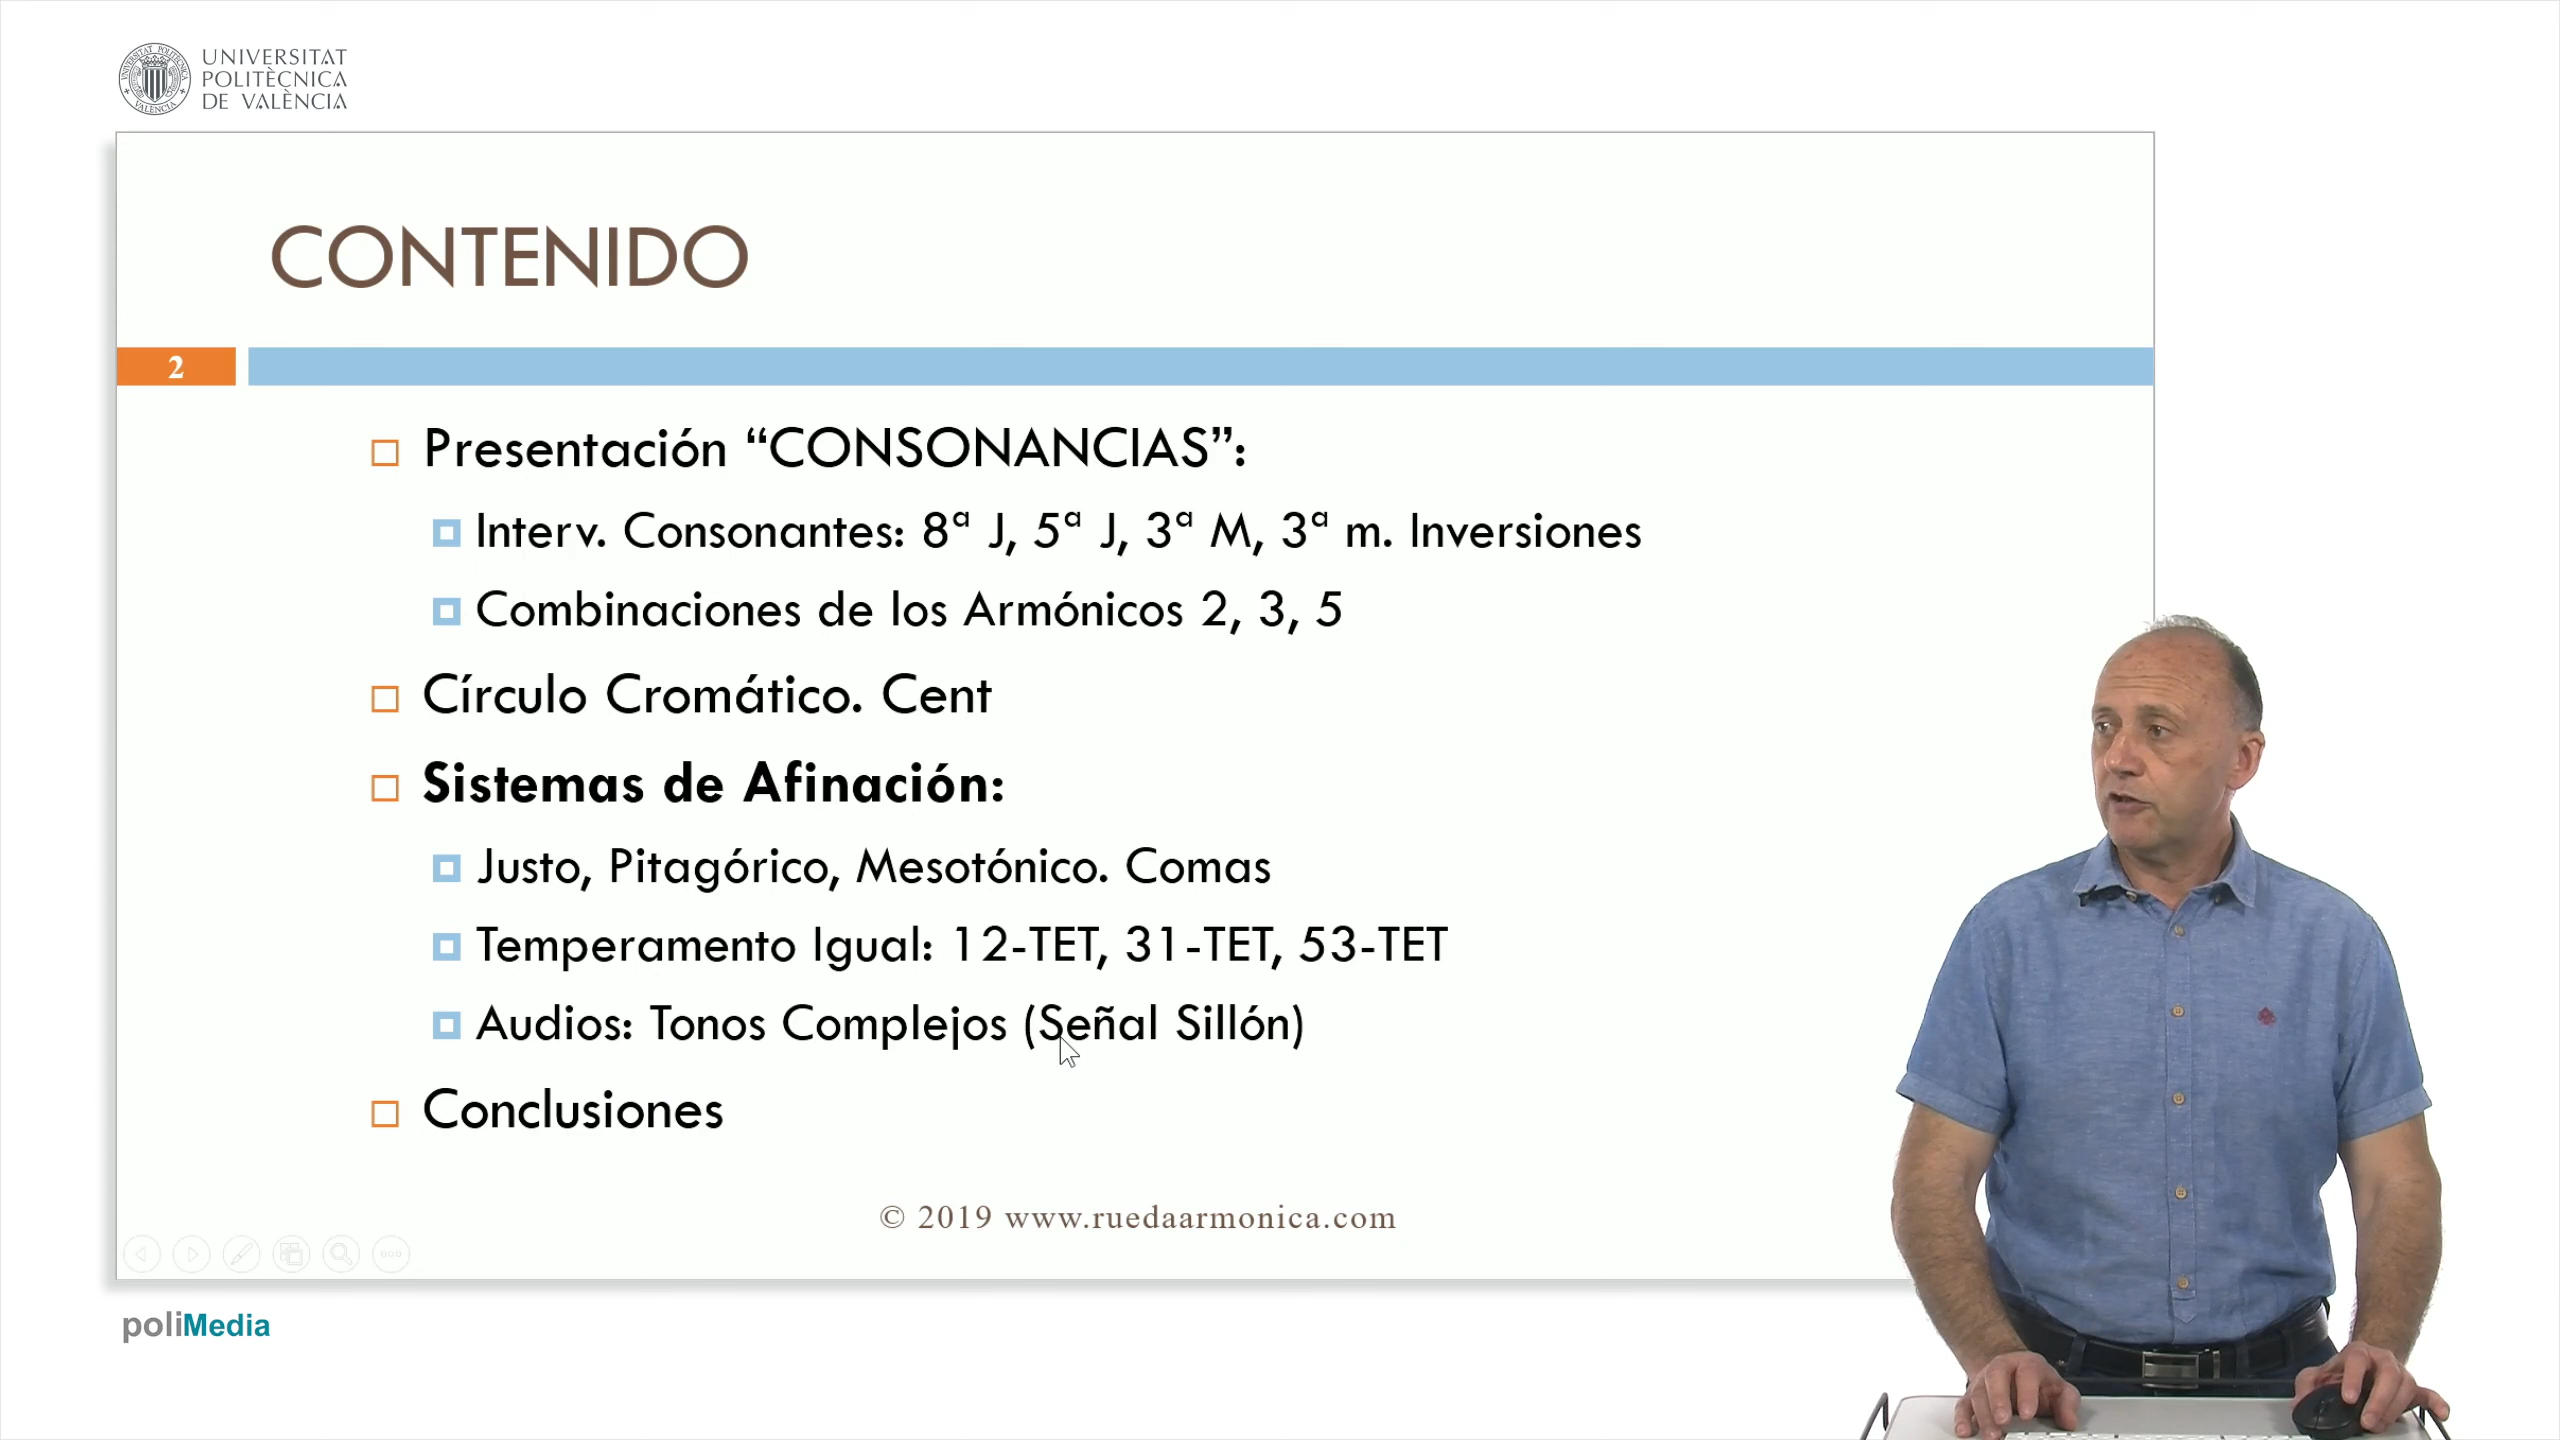 UNIVERSITAT
POLITÈCNICA
DE VALÈNCIA
CONTENIDO
2
Presentación “CONSONANCIAS”:
Interv. Consonantes: 8ª J, 5ª J, 3ª M, 3ª m. Inversiones
Combinaciones de los Armónicos 2, 3, 5
Círculo Cromático. Cent
Sistemas de Afinación:
Justo, Pitagórico, Mesotónico. Comas
Temperamento Igual: 12-TET, 31-TET, 53-TET
Audios: Tonos Complejos (Señal Sillón)
Conclusiones
© 2019 www.ruedaarmonica.com
poliMedia